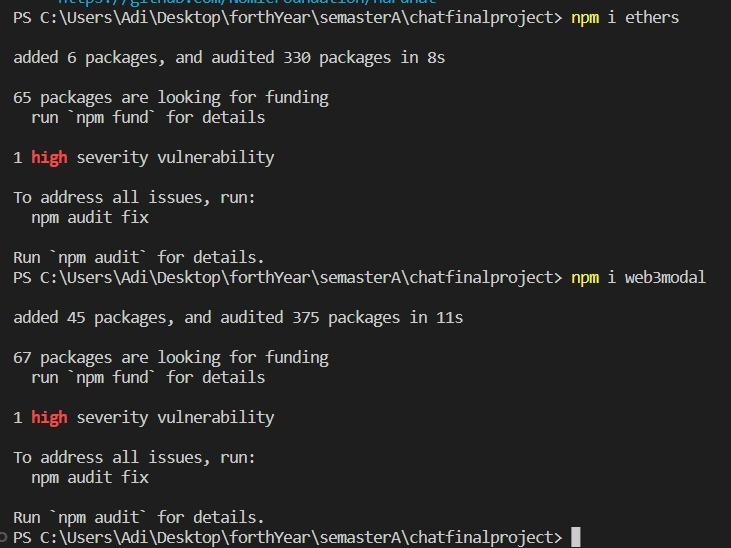 https://github.com/NomicFoundation/hardhat
PS C:\Users\Adi\Desktop\forthYear\semasterA\chatfinalproject> npm i ethers
added 6 packages, and audited 330 packages in 8s
65 packages are looking for funding
  run `npm fund` for details
1 high severity vulnerability
To address all issues, run:
  npm audit fix
Run `npm audit` for details.
PS C:\Users\Adi\Desktop\forthYear\semasterA\chatfinalproject> npm i web3modal
added 45 packages, and audited 375 packages in 11s
67 packages are looking for funding
  run `npm fund` for details
1 high severity vulnerability
To address all issues, run:
  npm audit fix
Run `npm audit` for details.
PS C:\Users\Adi\Desktop\forthYear\semasterA\chatfinalproject>